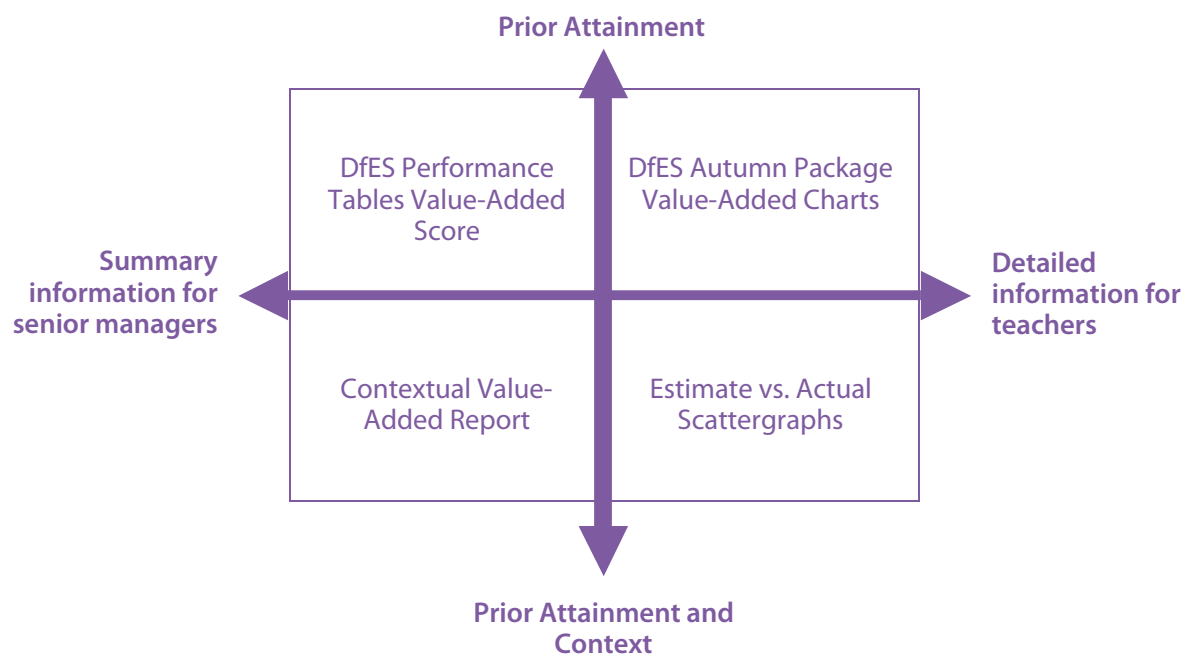 Prior Attainment
DfES Performance
Tables Value-Added
Score
DfES Autumn Package
Value-Added Charts
Summary
information for
senior managers
Detailed
information for
teachers
Contextual Value-
Added Report
Estimate vs. Actual
Scattergraphs
Prior Attainment and
Context